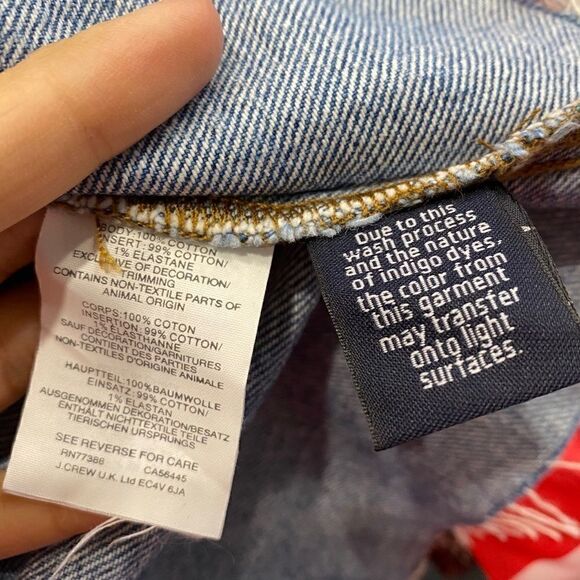 BODY:100% COTTON
INSERT: 99% COTTON/
1% ELASTANE
EXCLUSIVE OF DECORATION/
TRIMMING
CONTAINS NON-TEXTILE PARTS OF
ANIMAL ORIGIN
CORPS:100% COTON
INSERTION: 99% COTTON/
1% ELASTHANNE
SAUF DÉCORATION/GARNITURES
CONTIENT DES PARTIES
NON-TEXTILES D'ORIGINE ANIMALE
HAUPTTEIL:100%BAUMWOLLE
EINSATZ: 99% COTTON/
1% ELASTAN
AUSGENOMMEN DEKORATION/BESATZ
ENTHÄLT NICHTTEXTILE TEILE
TIERISCHEN URSPRUNGS
SEE REVERSE FOR CARE
RN77388 CA56445
J.CREW U.K. Ltd EC4V 6JA
Due to this
wash process
and the nature
of indigo dyes,
the color from
this garment
may transfer
onto light
surfaces.